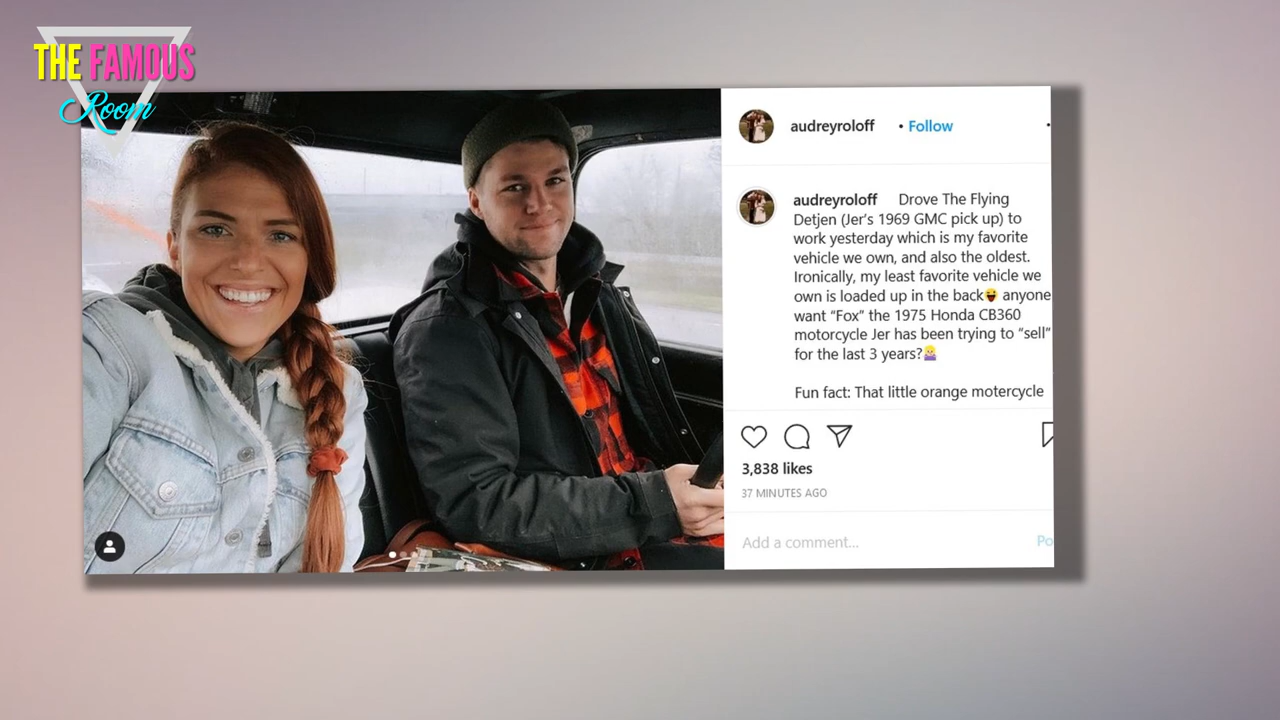 THE FAMOUS
Room
audreyroloff • Follow
audreyroloff Drove The Flying
Detjen (Jer's 1969 GMC pick up) to
work yesterday which is my favorite
vehicle we own, and also the oldest.
Ironically, my least favorite vehicle we
own is loaded up in the back😜 anyone
want “Fox” the 1975 Honda CB360
motorcycle Jer has been trying to “sell”
for the last 3 years?🤷🏼‍♀️
Fun fact: That little orange motercycle
3,838 likes
37 MINUTES AGO
Add a comment...
Po